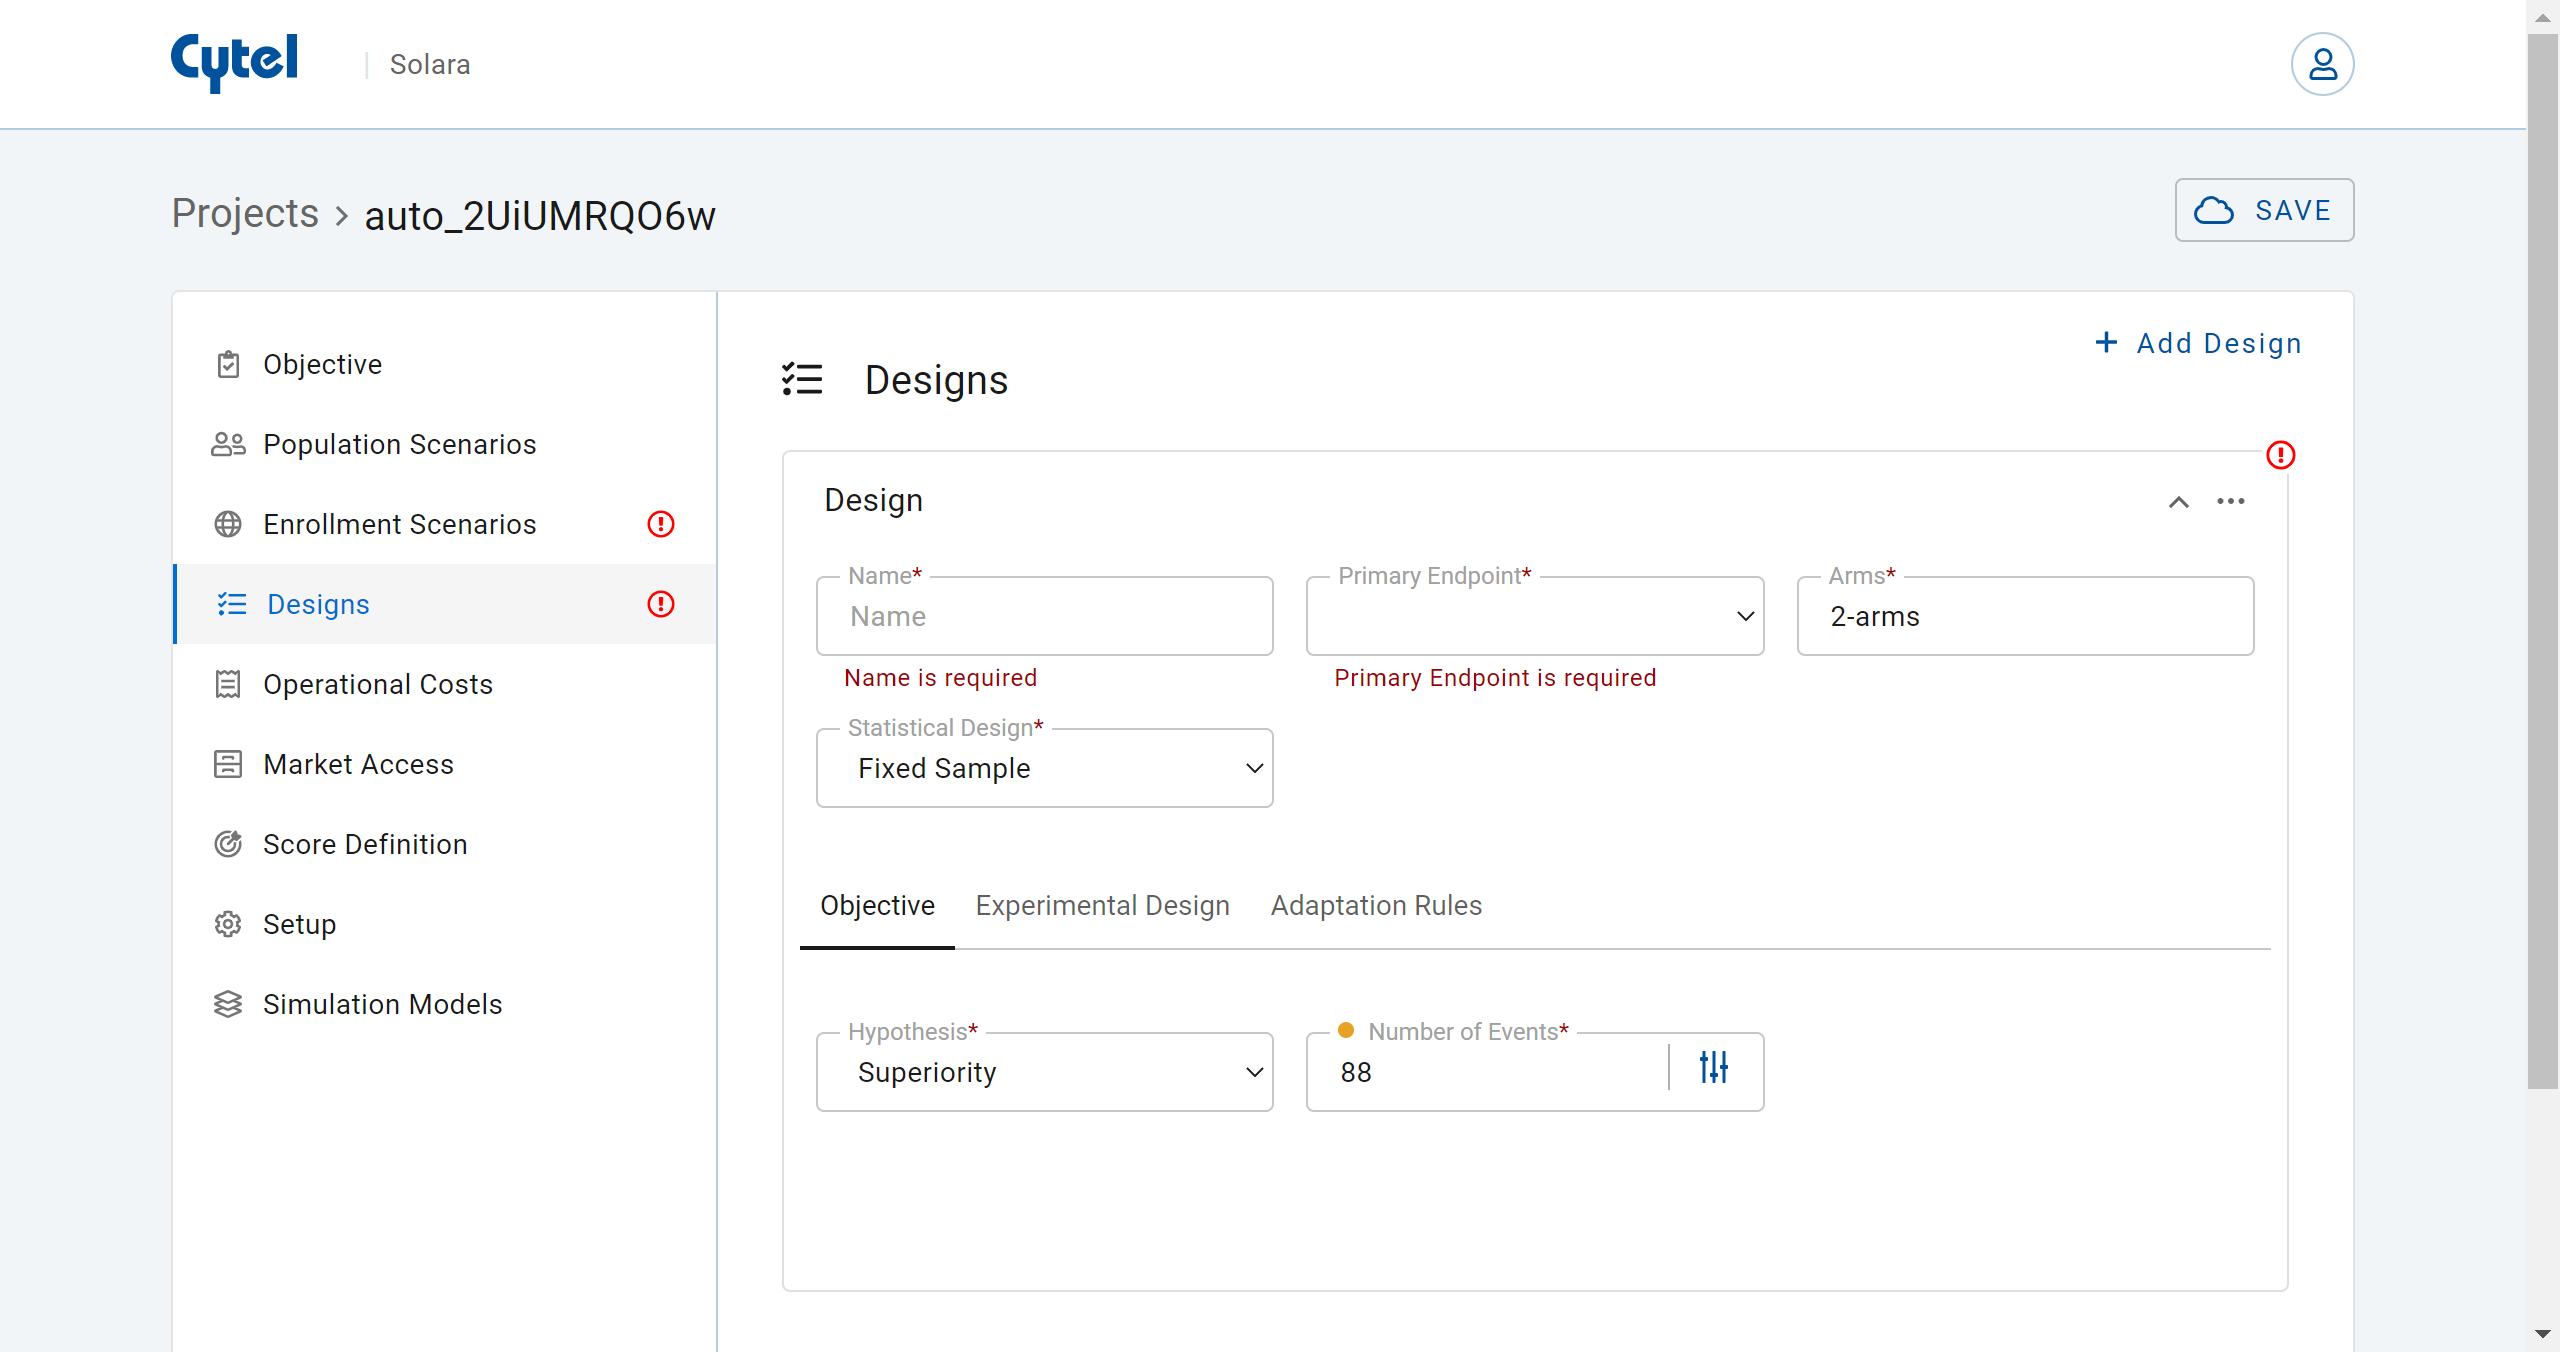 Cytel | Solara
Projects > auto_2UiUMRQO6w
SAVE
Objective
Population Scenarios
Enrollment Scenarios
Designs
Operational Costs
Market Access
Score Definition
Setup
Simulation Models
+ Add Design
Designs
Design
Name*
Name
Name is required
Primary Endpoint*
Primary Endpoint is required
Arms*
2-arms
Statistical Design*
Fixed Sample
Objective Experimental Design Adaptation Rules
Hypothesis*
Superiority
Number of Events*
88